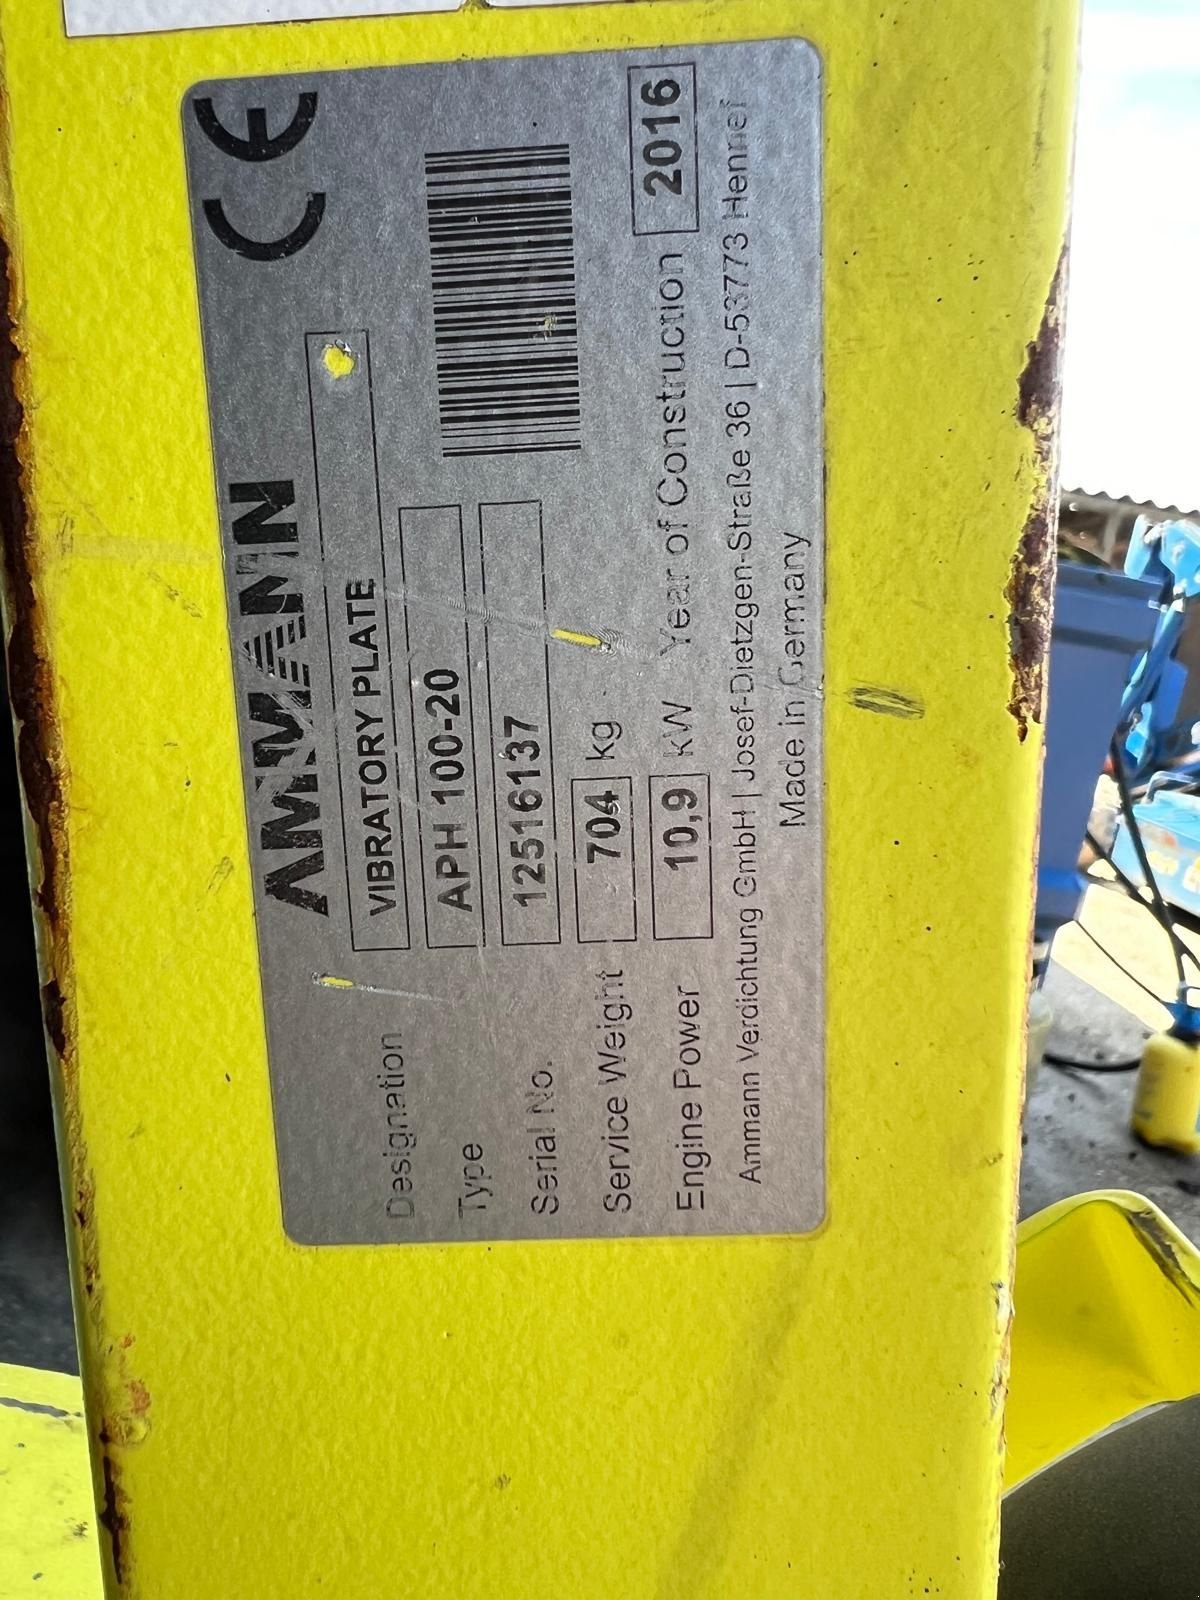 AMMANN CE
Designation VIBRATORY PLATE
Type APH 100-20
Serial No. 12516137
Service Weight 704 kg
Engine Power 10,9 kW Year of Construction 2016
Ammann Verdichtung GmbH | Josef-Dietzgen-Straße 36 | D-53773 Hennef
Made in Germany